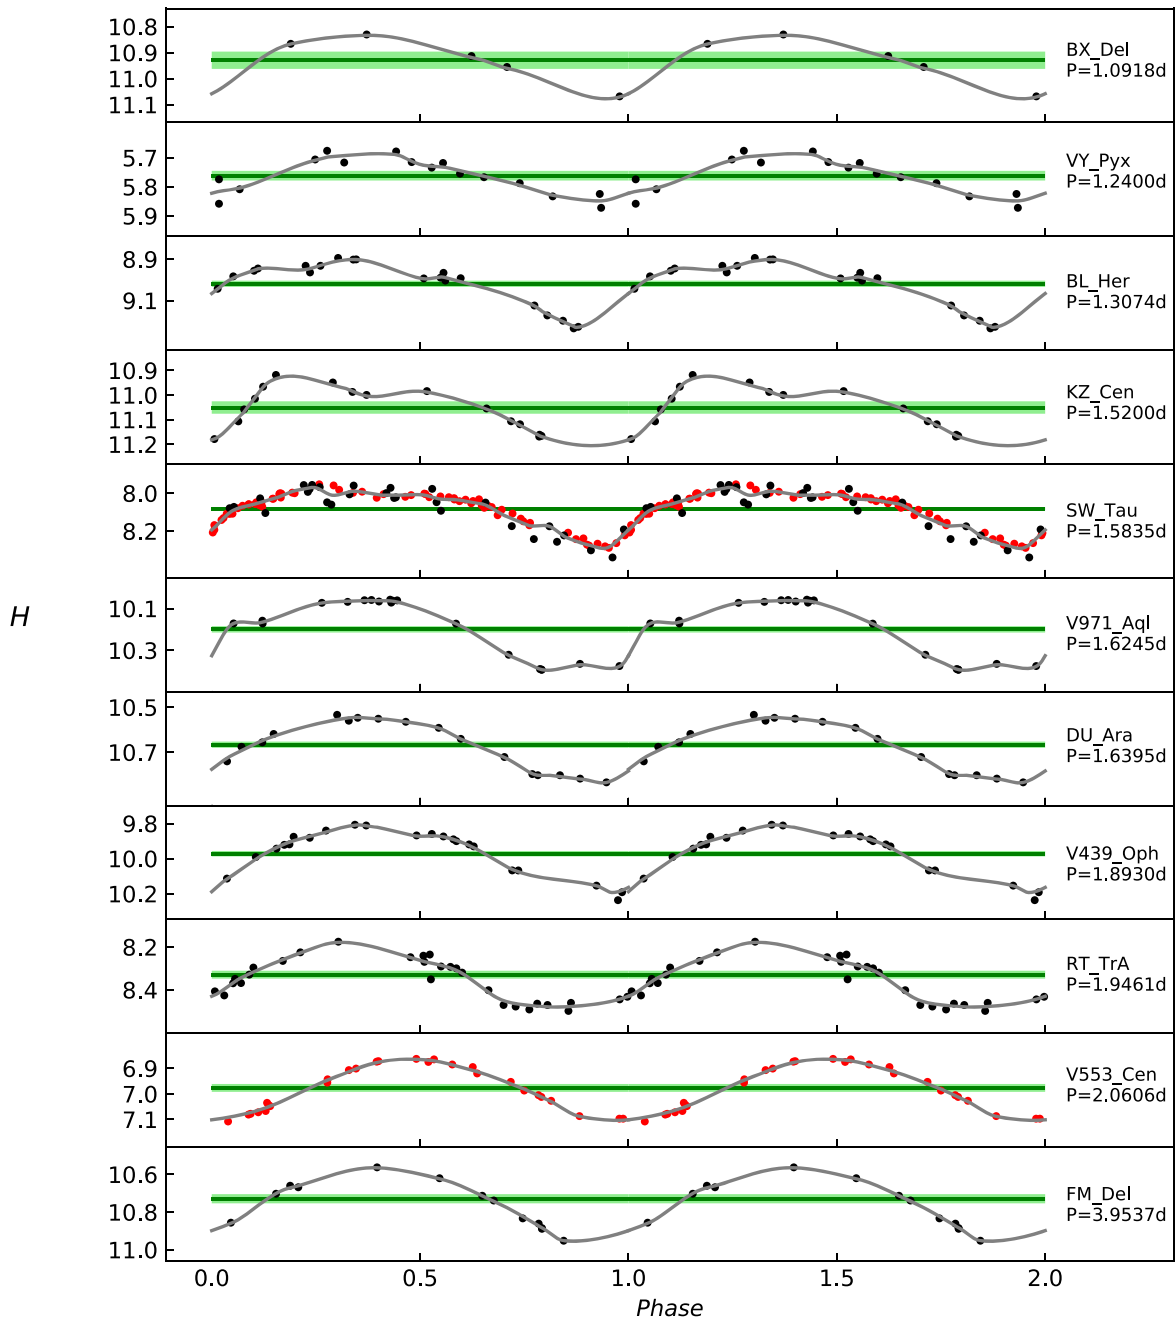 10.8
10.9
11.0
11.1
BX_Del
P=1.0918d
5.7
5.8
5.9
VY_Pyx
P=1.2400d
8.9
9.1
BL_Her
P=1.3074d
10.9
11.0
11.1
11.2
KZ_Cen
P=1.5200d
8.0
8.2
SW_Tau
P=1.5835d
H
10.1
10.3
V971_Aql
P=1.6245d
10.5
10.7
DU_Ara
P=1.6395d
9.8
10.0
10.2
V439_Oph
P=1.8930d
8.2
8.4
RT_TrA
P=1.9461d
6.9
7.0
7.1
V553_Cen
P=2.0606d
10.6
10.8
11.0
FM_Del
P=3.9537d
0.0 0.5 1.0 1.5 2.0
Phase